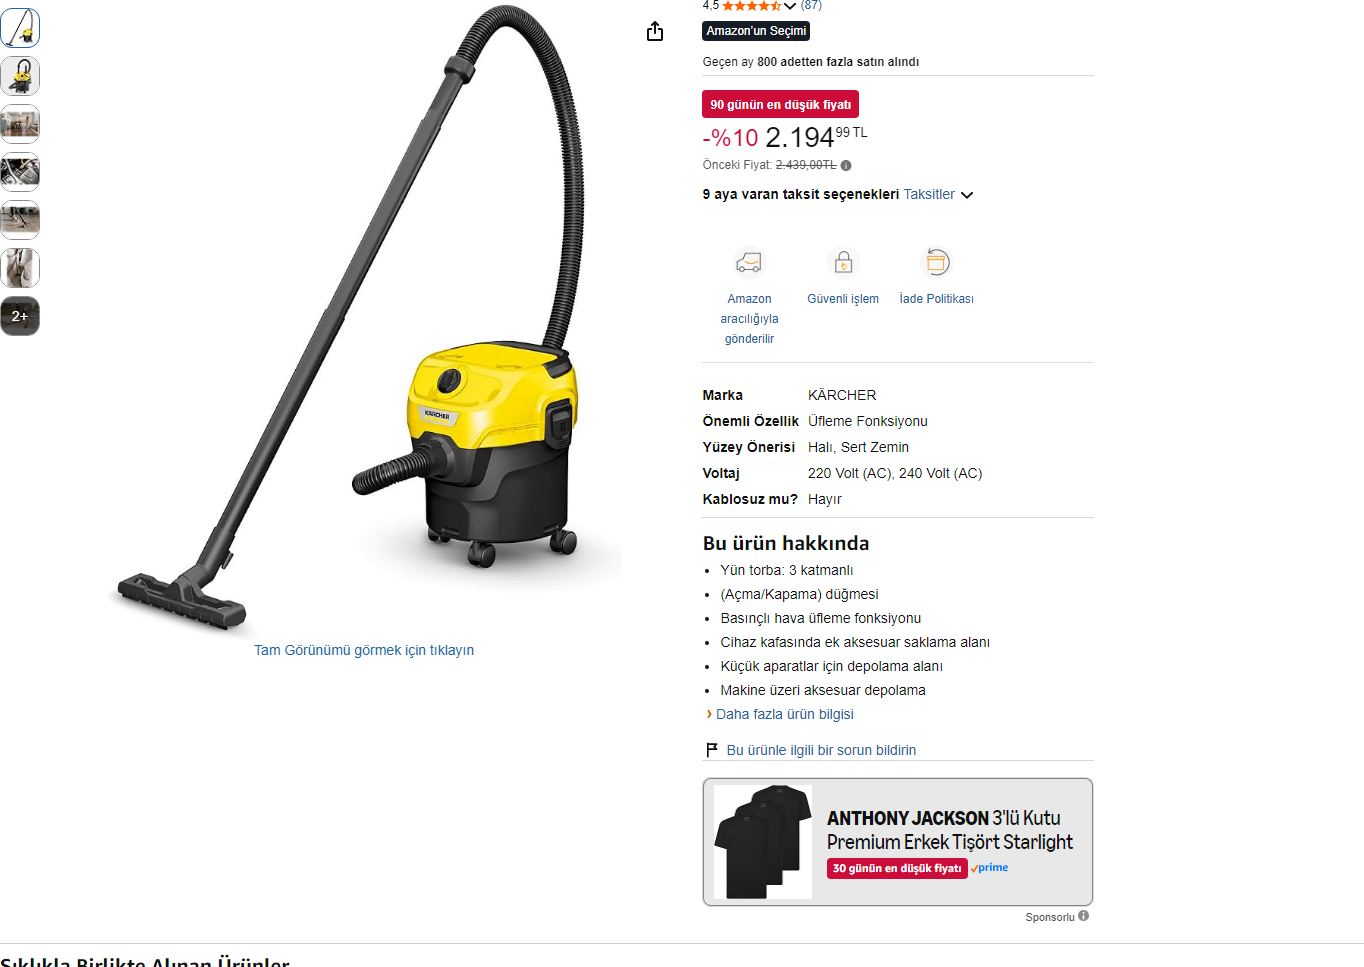 4,5 (87)
Amazon'un Seçimi
Geçen ay 800 adetten fazla satın alındı
90 günün en düşük fiyatı
-%10 2.194 99 TL
Önceki Fiyat: 2.439,00TL
9 aya varan taksit seçenekleri Taksitler
Amazon
aracılığıyla
gönderilir
Güvenli işlem
İade Politikası
Marka KÄRCHER
Önemli Özellik Üfleme Fonksiyonu
Yüzey Önerisi Halı, Sert Zemin
Voltaj 220 Volt (AC), 240 Volt (AC)
Kablosuz mu? Hayır
Bu ürün hakkında
• Yün torba: 3 katmanlı
• (Açma/Kapama) düğmesi
• Basınçlı hava üfleme fonksiyonu
• Cihaz kafasında ek aksesuar saklama alanı
• Küçük aparatlar için depolama alanı
• Makine üzeri aksesuar depolama
› Daha fazla ürün bilgisi
Bu ürünle ilgili bir sorun bildirin
2+
KÄRCHER
Tam Görünümü görmek için tıklayın
ANTHONY JACKSON 3'lü Kutu
Premium Erkek Tişört Starlight
30 günün en düşük fiyatı prime
Sponsorlu
Sıklıkla Birlikte Alınan Ürünler